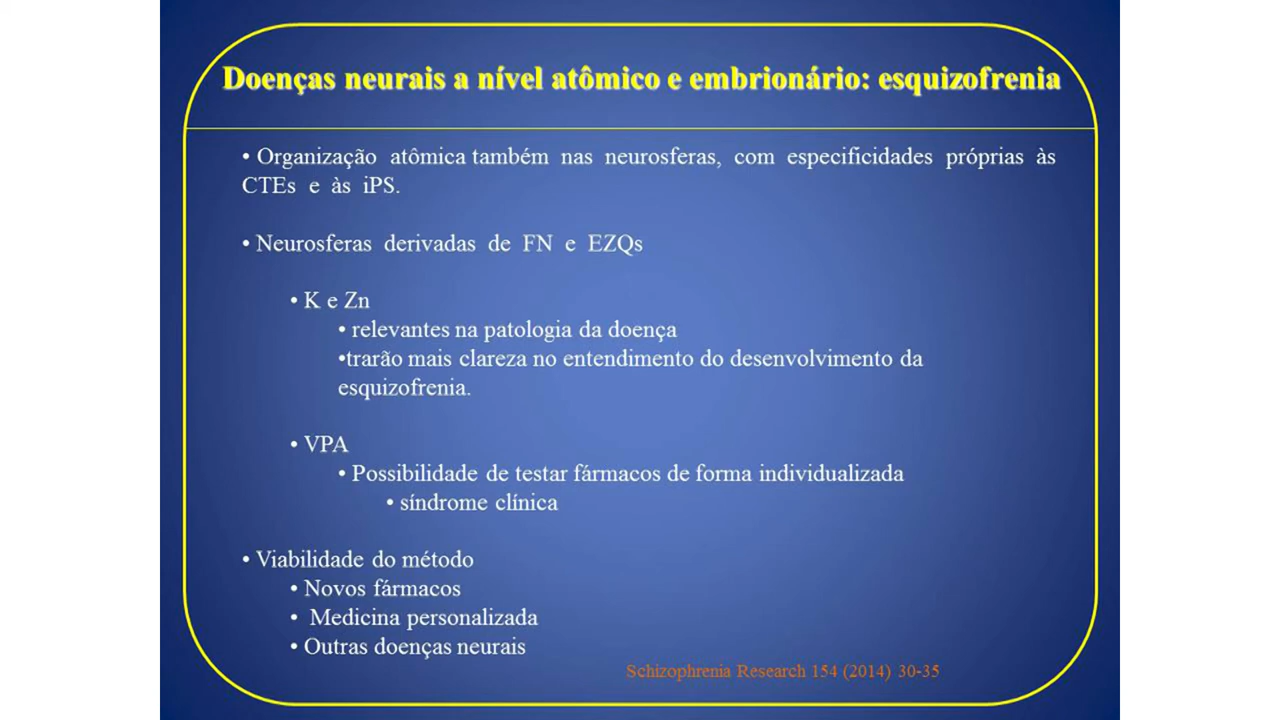 Doenças neurais a nível atômico e embrionário: esquizofrenia
• Organização atômica também nas neurosferas, com especificidades próprias às
CTEs e às iPS.
• Neurosferas derivadas de FN e EZQs
• K e Zn
• relevantes na patologia da doença
•trarão mais clareza no entendimento do desenvolvimento da
esquizofrenia.
• VPA
• Possibilidade de testar fármacos de forma individualizada
• síndrome clínica
• Viabilidade do método
• Novos fármacos
• Medicina personalizada
• Outras doenças neurais
Schizophrenia Research 154 (2014) 30-35